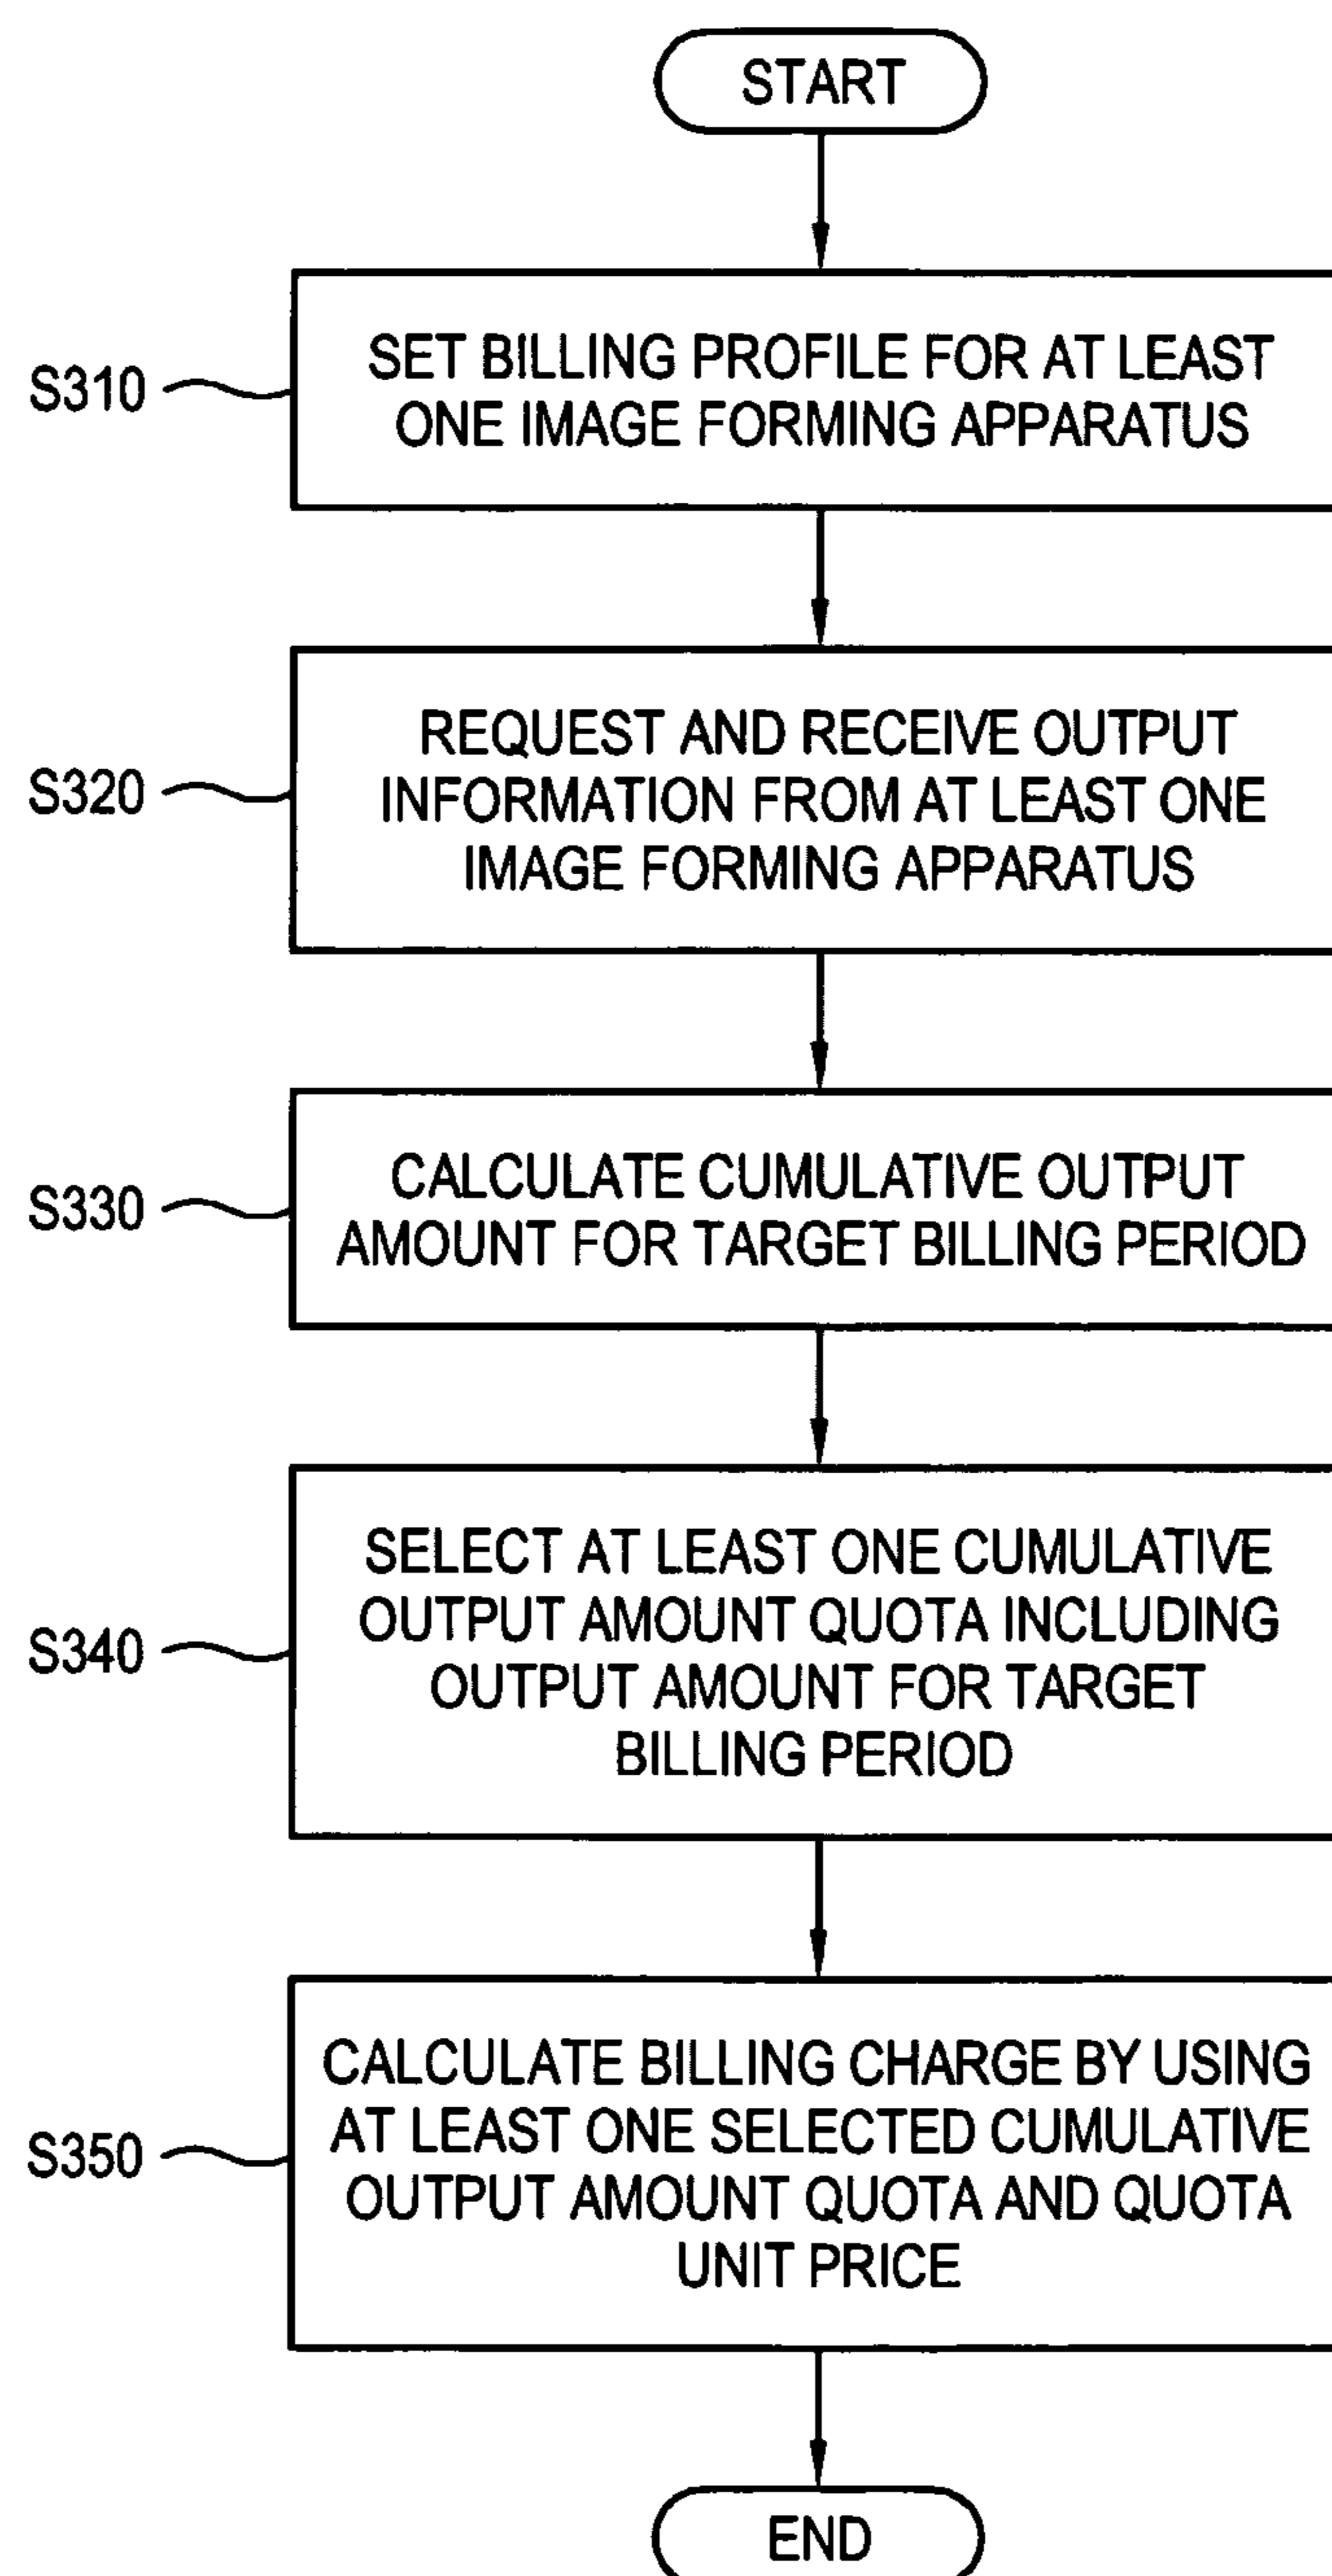 START
S310
SET BILLING PROFILE FOR AT LEAST
ONE IMAGE FORMING APPARATUS
S320
REQUEST AND RECEIVE OUTPUT
INFORMATION FROM AT LEAST ONE
IMAGE FORMING APPARATUS
S330
CALCULATE CUMULATIVE OUTPUT
AMOUNT FOR TARGET BILLING PERIOD
S340
SELECT AT LEAST ONE CUMULATIVE
OUTPUT AMOUNT QUOTA INCLUDING
OUTPUT AMOUNT FOR TARGET
BILLING PERIOD
S350
CALCULATE BILLING CHARGE BY USING
AT LEAST ONE SELECTED CUMULATIVE
OUTPUT AMOUNT QUOTA AND QUOTA
UNIT PRICE
END